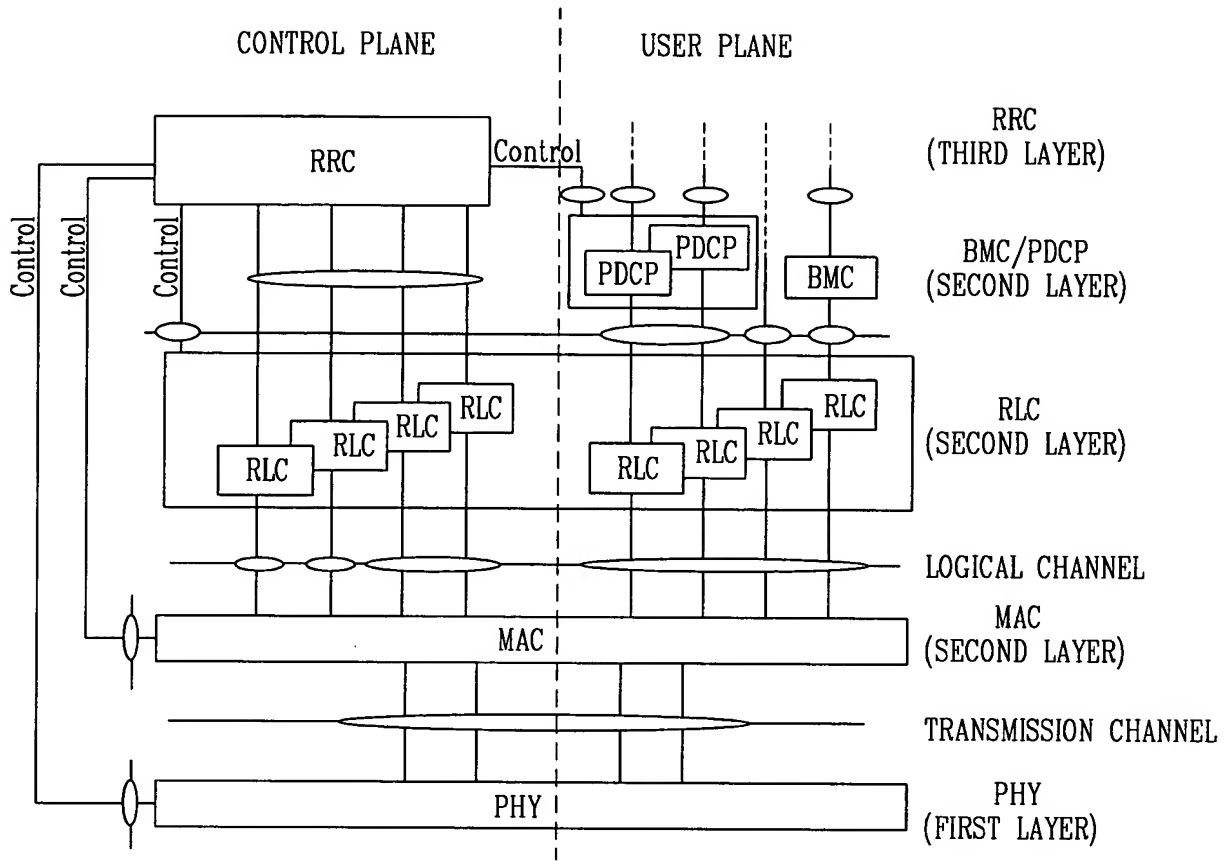 CONTROL PLANE
USER PLANE
RRC
Control
RRC
(THIRD LAYER)
Control
Control
Control
PDCP
PDCP
BMC
BMC/PDCP
(SECOND LAYER)
RLC
RLC
RLC
RLC
RLC
RLC
RLC
RLC
RLC
(SECOND LAYER)
LOGICAL CHANNEL
MAC
MAC
(SECOND LAYER)
TRANSMISSION CHANNEL
PHY
PHY
(FIRST LAYER)